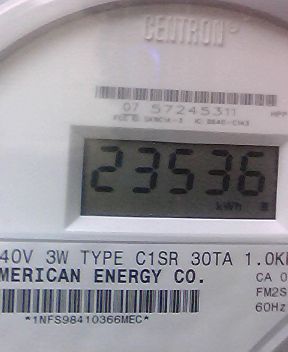 CENTRON®
07 57245311
23536
kWh
40V 3W TYPE C1SR 30TA 1.0K
MERICAN ENERGY CO.
CA 0
FM2S
60Hz
*1NFS98410366MEC*